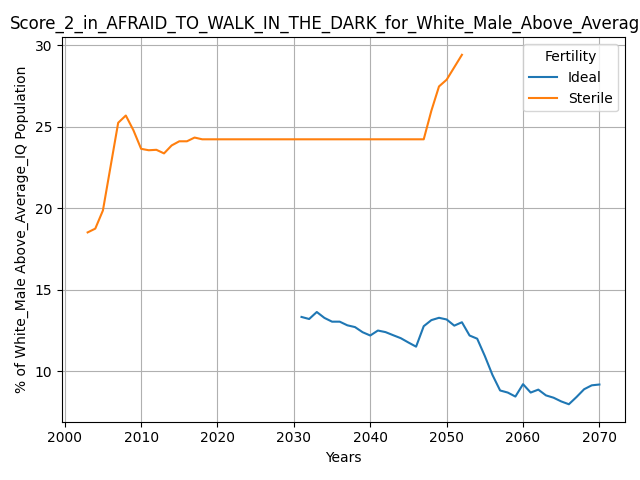 Score_2_in_AFRAID_TO_WALK_IN_THE_DARK_for_White_Male_Above_Averag
% of White_Male Above_Average_IQ Population
30
25
20
15
10
Fertility
Ideal
Sterile
2000 2010 2020 2030 2040 2050 2060 2070
Years